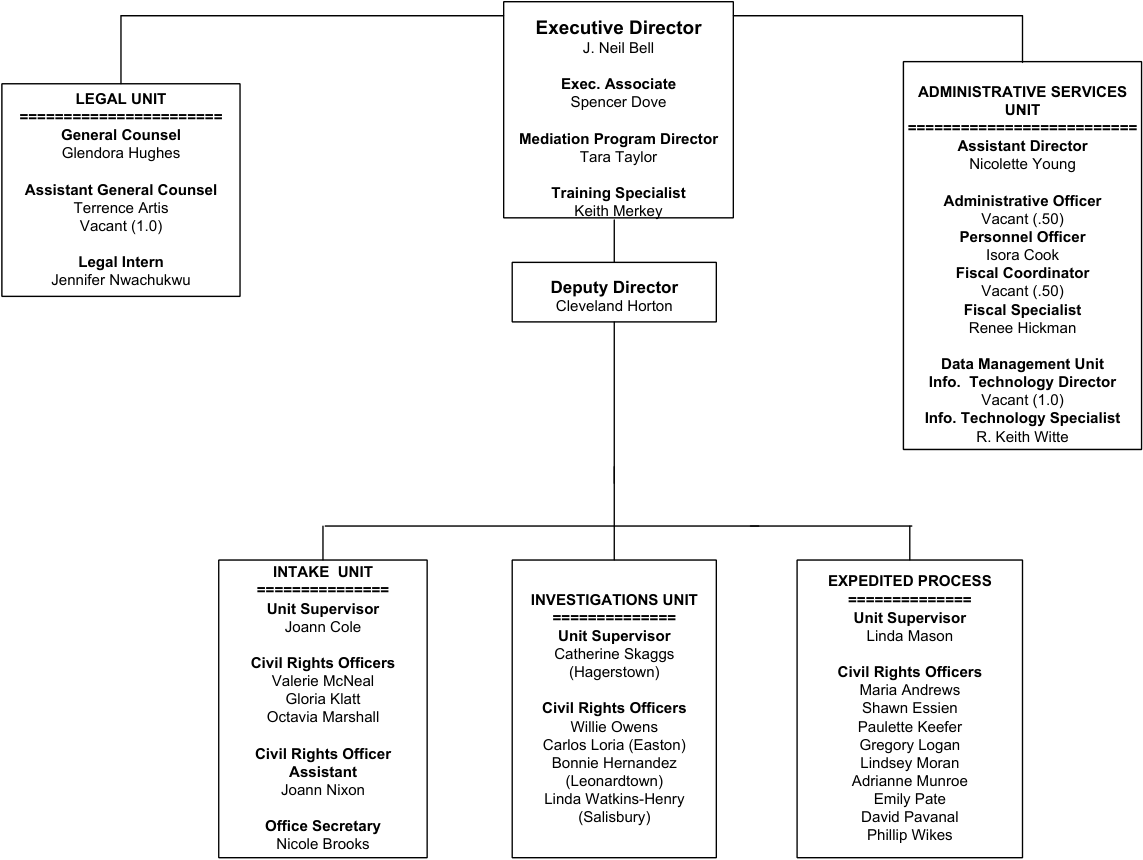 Executive Director
J. Neil Bell
Exec. Associate
Spencer Dove
Mediation Program Director
Tara Taylor
Training Specialist
Keith Merkey
LEGAL UNIT
=======================
General Counsel
Glendora Hughes
Assistant General Counsel
Terrence Artis
Vacant (1.0)
Legal Intern
Jennifer Nwachukwu
ADMINISTRATIVE SERVICES
UNIT
==========================
Assistant Director
Nicolette Young
Administrative Officer
Vacant (.50)
Personnel Officer
Isora Cook
Fiscal Coordinator
Vacant (.50)
Fiscal Specialist
Renee Hickman
Data Management Unit
Info.  Technology Director
Vacant (1.0)
Info. Technology Specialist
R. Keith Witte
Deputy Director
Cleveland Horton
INTAKE  UNIT
===============
Unit Supervisor
Joann Cole
Civil Rights Officers
Valerie McNeal
Gloria Klatt
Octavia Marshall
Civil Rights Officer
Assistant
Joann Nixon
Office Secretary
Nicole Brooks
INVESTIGATIONS UNIT
==============
Unit Supervisor
Catherine Skaggs
(Hagerstown)
Civil Rights Officers
Willie Owens
Carlos Loria (Easton)
Bonnie Hernandez
(Leonardtown)
Linda Watkins-Henry
(Salisbury)
EXPEDITED PROCESS
==============
Unit Supervisor
Linda Mason
Civil Rights Officers
Maria Andrews
Shawn Essien
Paulette Keefer
Gregory Logan
Lindsey Moran
Adrianne Munroe
Emily Pate
David Pavanal
Phillip Wikes